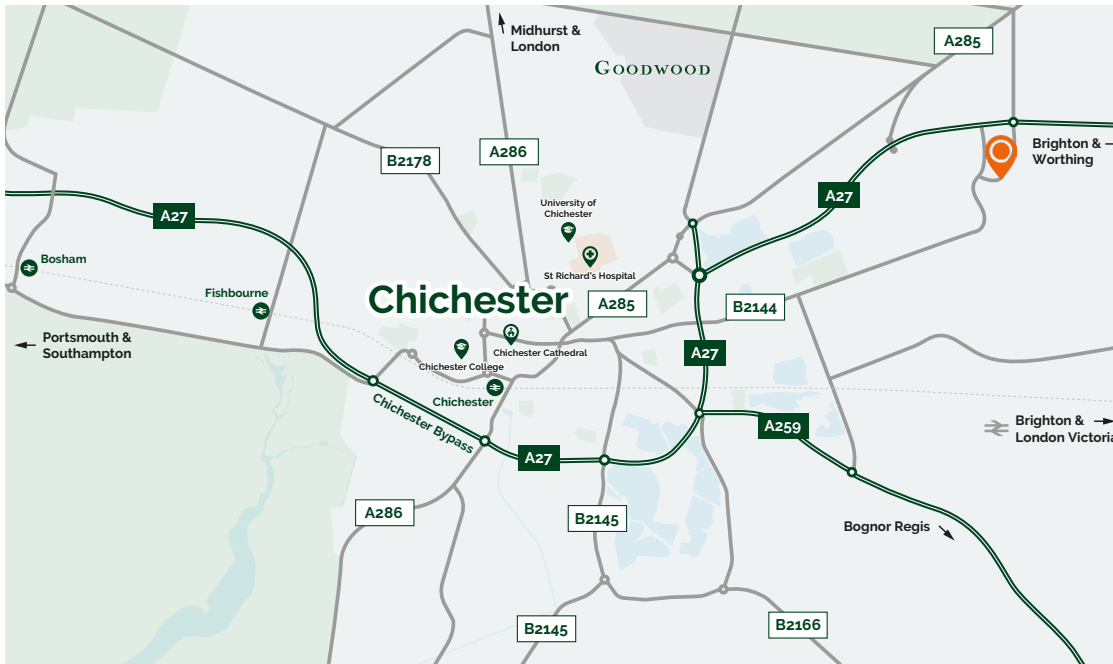 Midhurst &
London
A285
GOODWOOD
Brighton &
Worthing
A286
B2178
A27
A27
University of
Chichester
Bosham
St Richard's Hospital
Fishbourne
Chichester
A285
B2144
Portsmouth &
Southampton
Chichester Cathedral
A27
Chichester College
Chichester
Chichester Bypass
A259
Brighton &
London Victoria
A27
A286
B2145
Bognor Regis
B2145
B2166